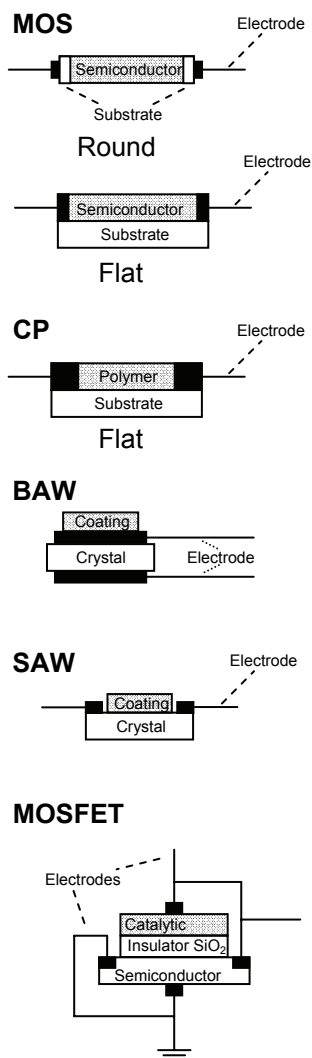 MOS
Electrode
Semiconductor
Substrate
Round
Electrode
Semiconductor
Substrate
Flat
CP
Electrode
Polymer
Substrate
Flat
BAW
Coating
Crystal
Electrode
SAW
Electrode
Coating
Crystal
MOSFET
Electrodes
Catalytic
Insulator SiO₂
Semiconductor